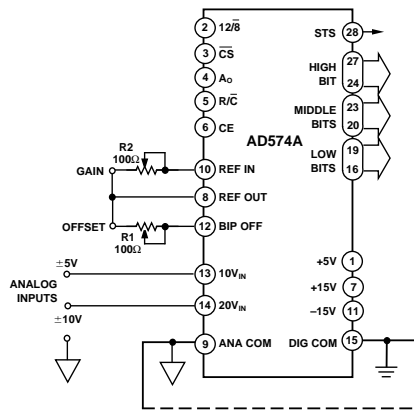 2 12/8̅
3 C̅S̅
4 AO
5 R/C̅
6 CE
R2
100Ω
GAIN
10 REF IN
8 REF OUT
OFFSET
12 BIP OFF
R1
100Ω
±5V
13 10VIN
ANALOG
INPUTS
14 20VIN
±10V
9 ANA COM
AD574A
STS 28
HIGH
BIT
27
24
MIDDLE
BITS
23
20
LOW
BITS
19
16
+5V 1
+15V 7
–15V 11
DIG COM 15